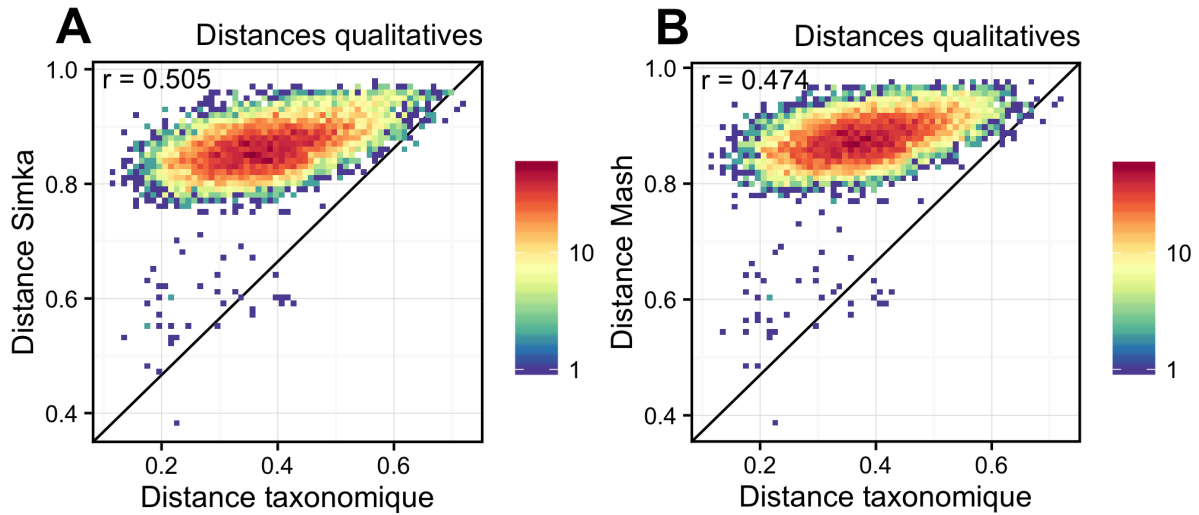 A
Distances qualitatives
r = 0.505
1.0
0.8
0.6
0.4
0.2
0.4
0.6
Distance Simka
Distance taxonomique
10
1
B
Distances qualitatives
r = 0.474
1.0
0.8
0.6
0.4
0.2
0.4
0.6
Distance Mash
Distance taxonomique
10
1